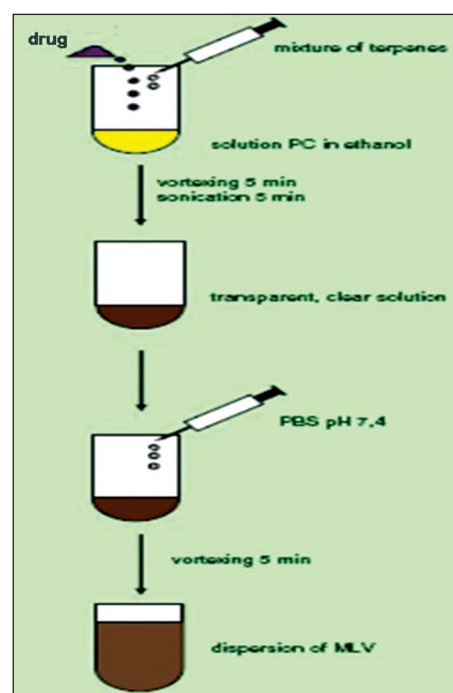 drug
mixture of terpenes
solution PC in ethanol
vortexing 5 min
sonication 5 min
transparent, clear solution
PBS pH 7,4
vortexing 5 min
dispersion of MLV